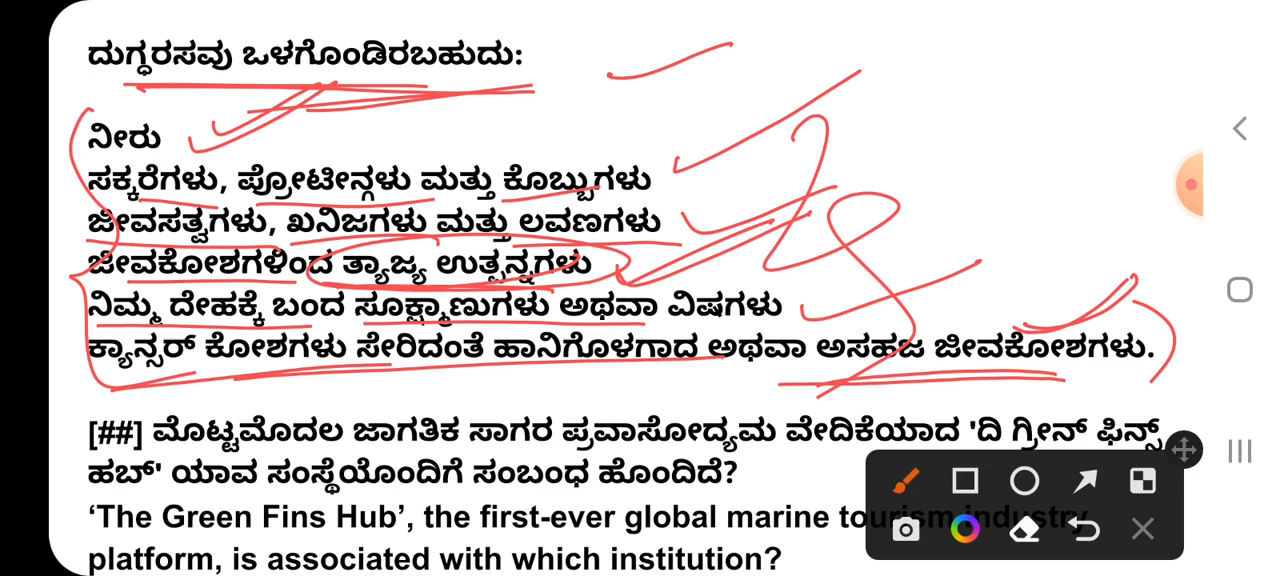 ದುಗ್ಧರಸವು ಒಳಗೊಂಡಿರಬಹುದು:
ನೀರು
ಸಕ್ಕರೆಗಳು, ಪ್ರೋಟೀನ್ಗಳು ಮತ್ತು ಕೊಬ್ಬುಗಳು
ಜೀವಸತ್ವಗಳು, ಖನಿಜಗಳು ಮತ್ತು ಲವಣಗಳು
ಜೀವಕೋಶಗಳಿಂದ ತ್ಯಾಜ್ಯ ಉತ್ಪನ್ನಗಳು
ನಿಮ್ಮ ದೇಹಕ್ಕೆ ಬಂದ ಸೂಕ್ಷ್ಮಾಣುಗಳು ಅಥವಾ ವಿಷಗಳು
ಕ್ಯಾನ್ಸರ್ ಕೋಶಗಳು ಸೇರಿದಂತೆ ಹಾನಿಗೊಳಗಾದ ಅಥವಾ ಅಸಹಜ ಜೀವಕೋಶಗಳು.
[##] ಮೊಟ್ಟಮೊದಲ ಜಾಗತಿಕ ಸಾಗರ ಪ್ರವಾಸೋದ್ಯಮ ವೇದಿಕೆಯಾದ 'ದಿ ಗ್ರೀನ್ ಫಿನ್ಸ್
ಹಬ್' ಯಾವ ಸಂಸ್ಥೆಯೊಂದಿಗೆ ಸಂಬಂಧ ಹೊಂದಿದೆ?
‘The Green Fins Hub’, the first-ever global marine tourism industry
platform, is associated with which institution?